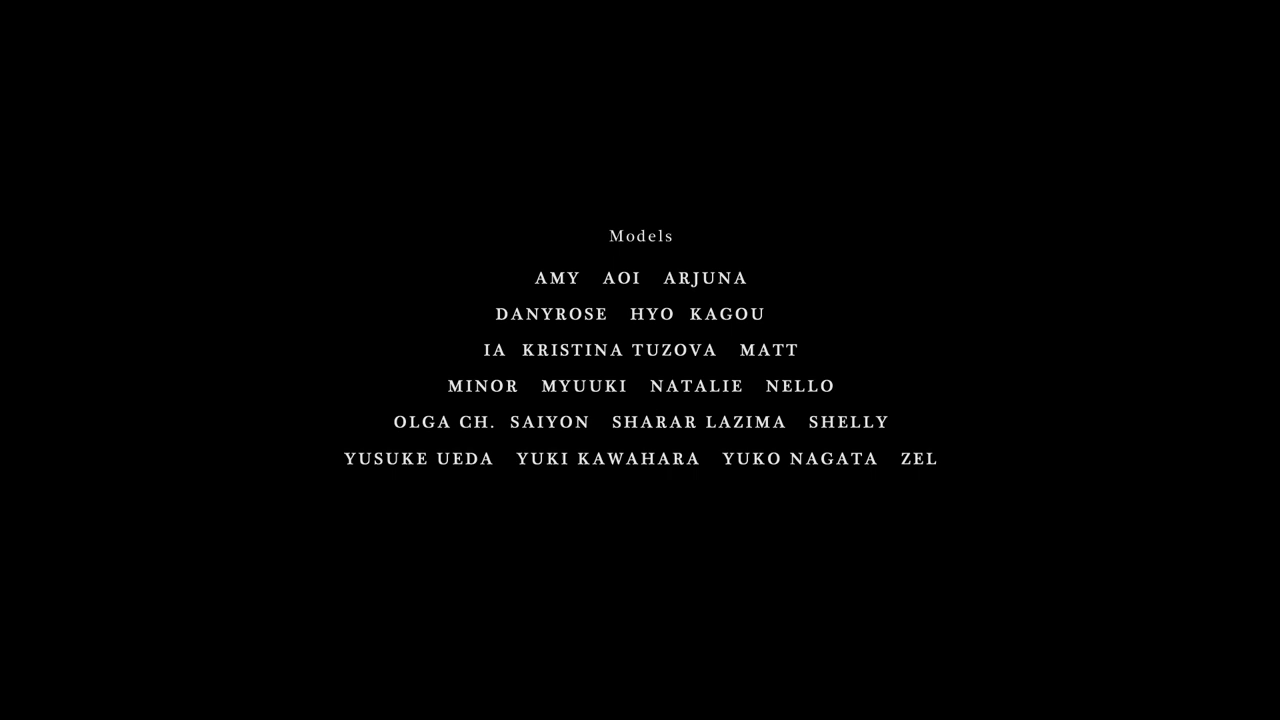 Models
AMY AOI ARJUNA
DANYROSE HYO KAGOU
IA KRISTINA TUZOVA MATT
MINOR MYUUKI NATALIE NELLO
OLGA CH. SAIYON SHARAR LAZIMA SHELLY
YUSUKE UEDA YUKI KAWAHARA YUKO NAGATA ZEL